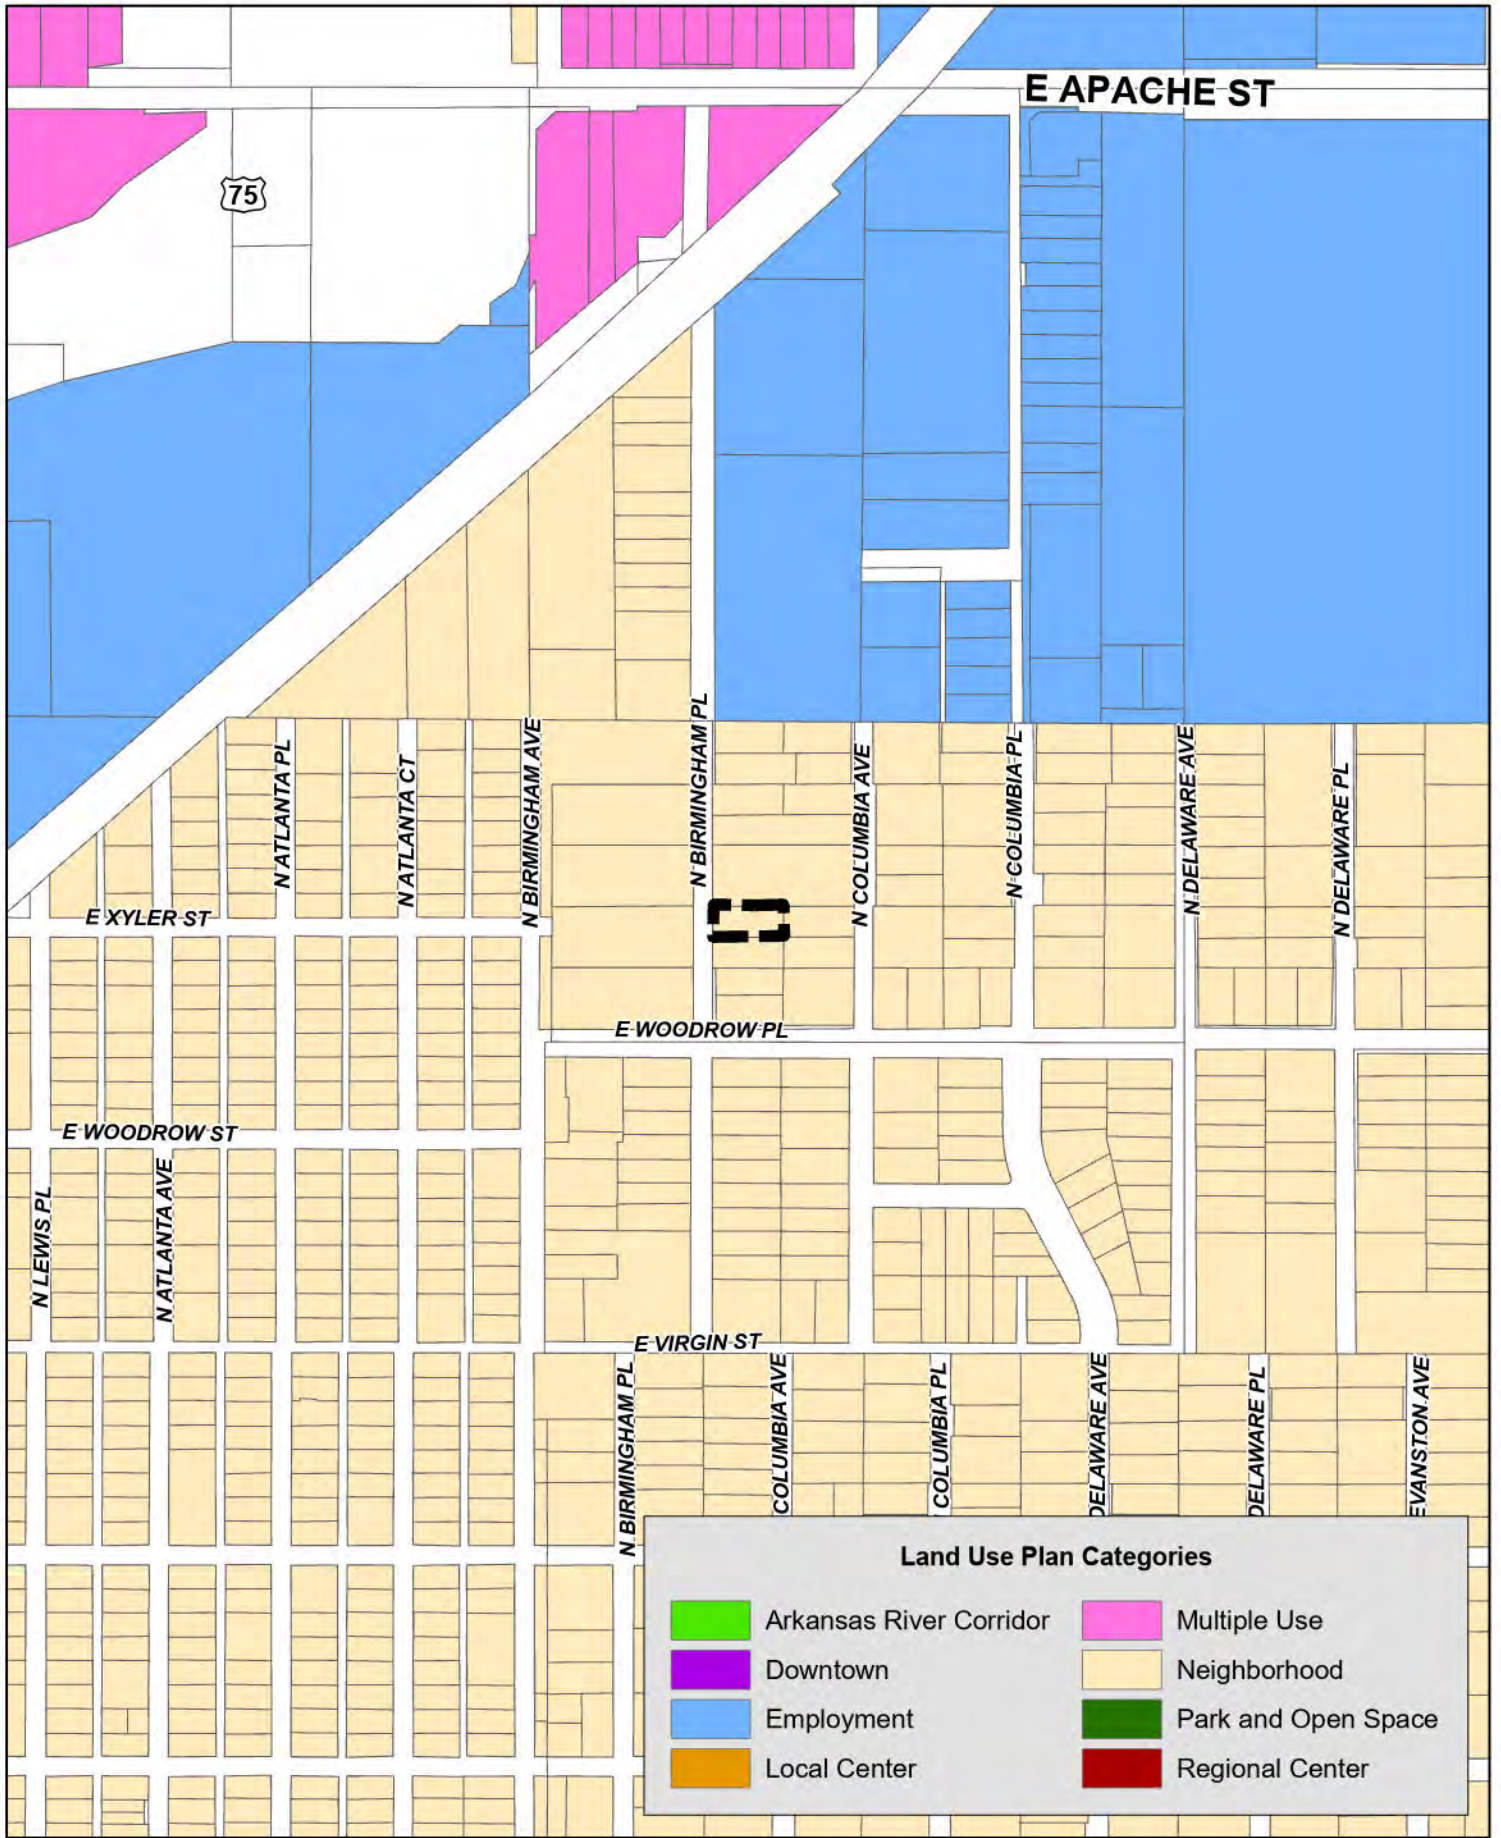 E APACHE ST
75
N BIRMINGHAM PL
N ATLANTA PL
N ATLANTA CT
N BIRMINGHAM AVE
N COLUMBIA AVE
N COLUMBIA PL
N DELAWARE AVE
N DELAWARE PL
E XYLER ST
E WOODROW PL
E WOODROW ST
N LEWIS PL
N ATLANTA AVE
E VIRGIN ST
N BIRMINGHAM PL
COLUMBIA AVE
COLUMBIA PL
DELAWARE AVE
DELAWARE PL
EVANSTON AVE
Land Use Plan Categories
Arkansas River Corridor
Downtown
Employment
Local Center
Multiple Use
Neighborhood
Park and Open Space
Regional Center